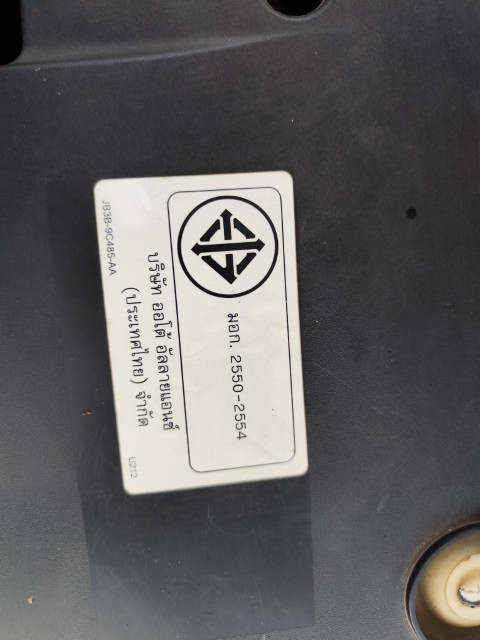 มอก. 2550-2554
บริษัท ออโต้ อัลลายแอนซ์
(ประเทศไทย) จำกัด
JB3B-9C485-AA
U212